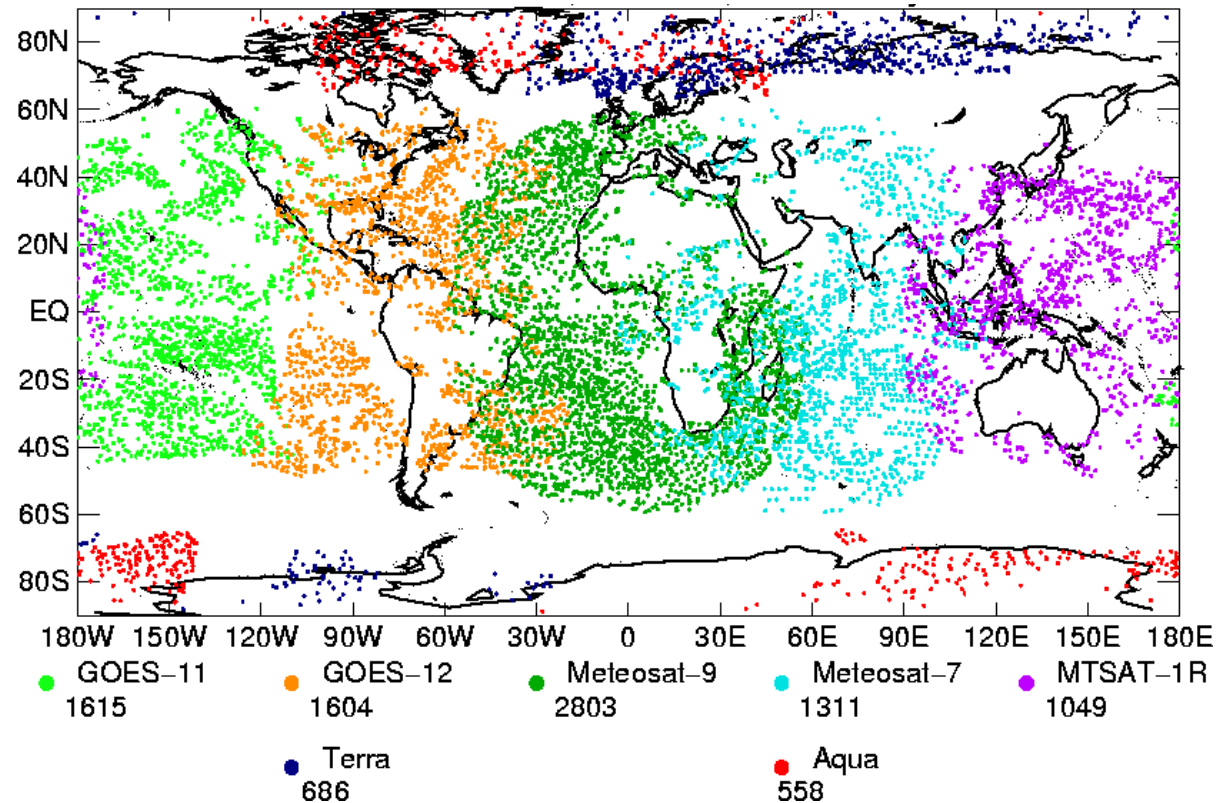 80N
60N
40N
20N
EQ
20S
40S
60S
80S
180W 150W 120W 90W 60W 30W 0 30E 60E 90E 120E 150E 180E
GOES−11 GOES−12 Meteosat−9 Meteosat−7 MTSAT−1R
1615 1604 2803 1311 1049
Terra Aqua
686 558